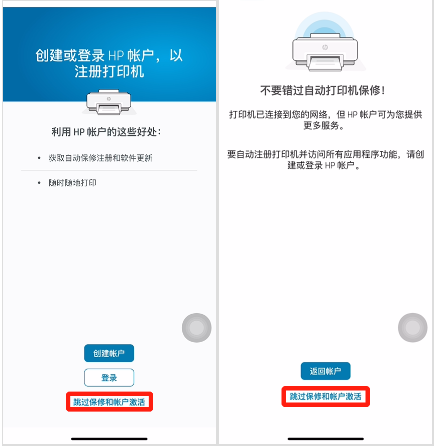 创建或登录 HP 帐户，以
注册打印机
利用 HP 帐户的这些好处：
• 获取自动保修注册和软件更新
• 随时随地打印
创建帐户
登录
跳过保修和帐户激活
不要错过自动打印机保修！
打印机已连接到您的网络，但 HP 帐户可为您提供
更多服务。
要自动注册打印机并访问所有应用程序功能，请创
建或登录 HP 帐户。
返回帐户
跳过保修和帐户激活